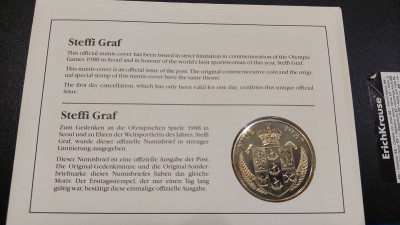 Steffi Graf
This official numis-cover has been issued in strict limitation in commemoration of the Olympic
Games 1988 in Seoul and in honour of the world's best sportswoman of this year, Steffi Graf.
This numis-cover is an official issue of the post. The original commemorative coin and the origi
nal special stamp of this numis-cover have the same theme.
The first day cancellation, which has only been valid for one day, confirms this unique official
issue.
Steffi Graf
Zum Gedenken an die Olympischen Spiele 1988 in
Seoul und zu Ehren der Weltsportlerin des Jahres, Steffi
Graf, wurde dieser offizielle Numisbrief in strenger
Limitierung ausgegeben.
Dieser Numisbrief ist eine offizielle Ausgabe der Post.
Die Original-Gedenkmünze und die Original-Sonder-
briefmarke dieses Numisbriefes haben das gleiche
Motiv. Der Ersttagsstempel, der nur einen Tag lang
gültig war, bestätigt diese einmalige offizielle Ausgabe.
ErichKrause